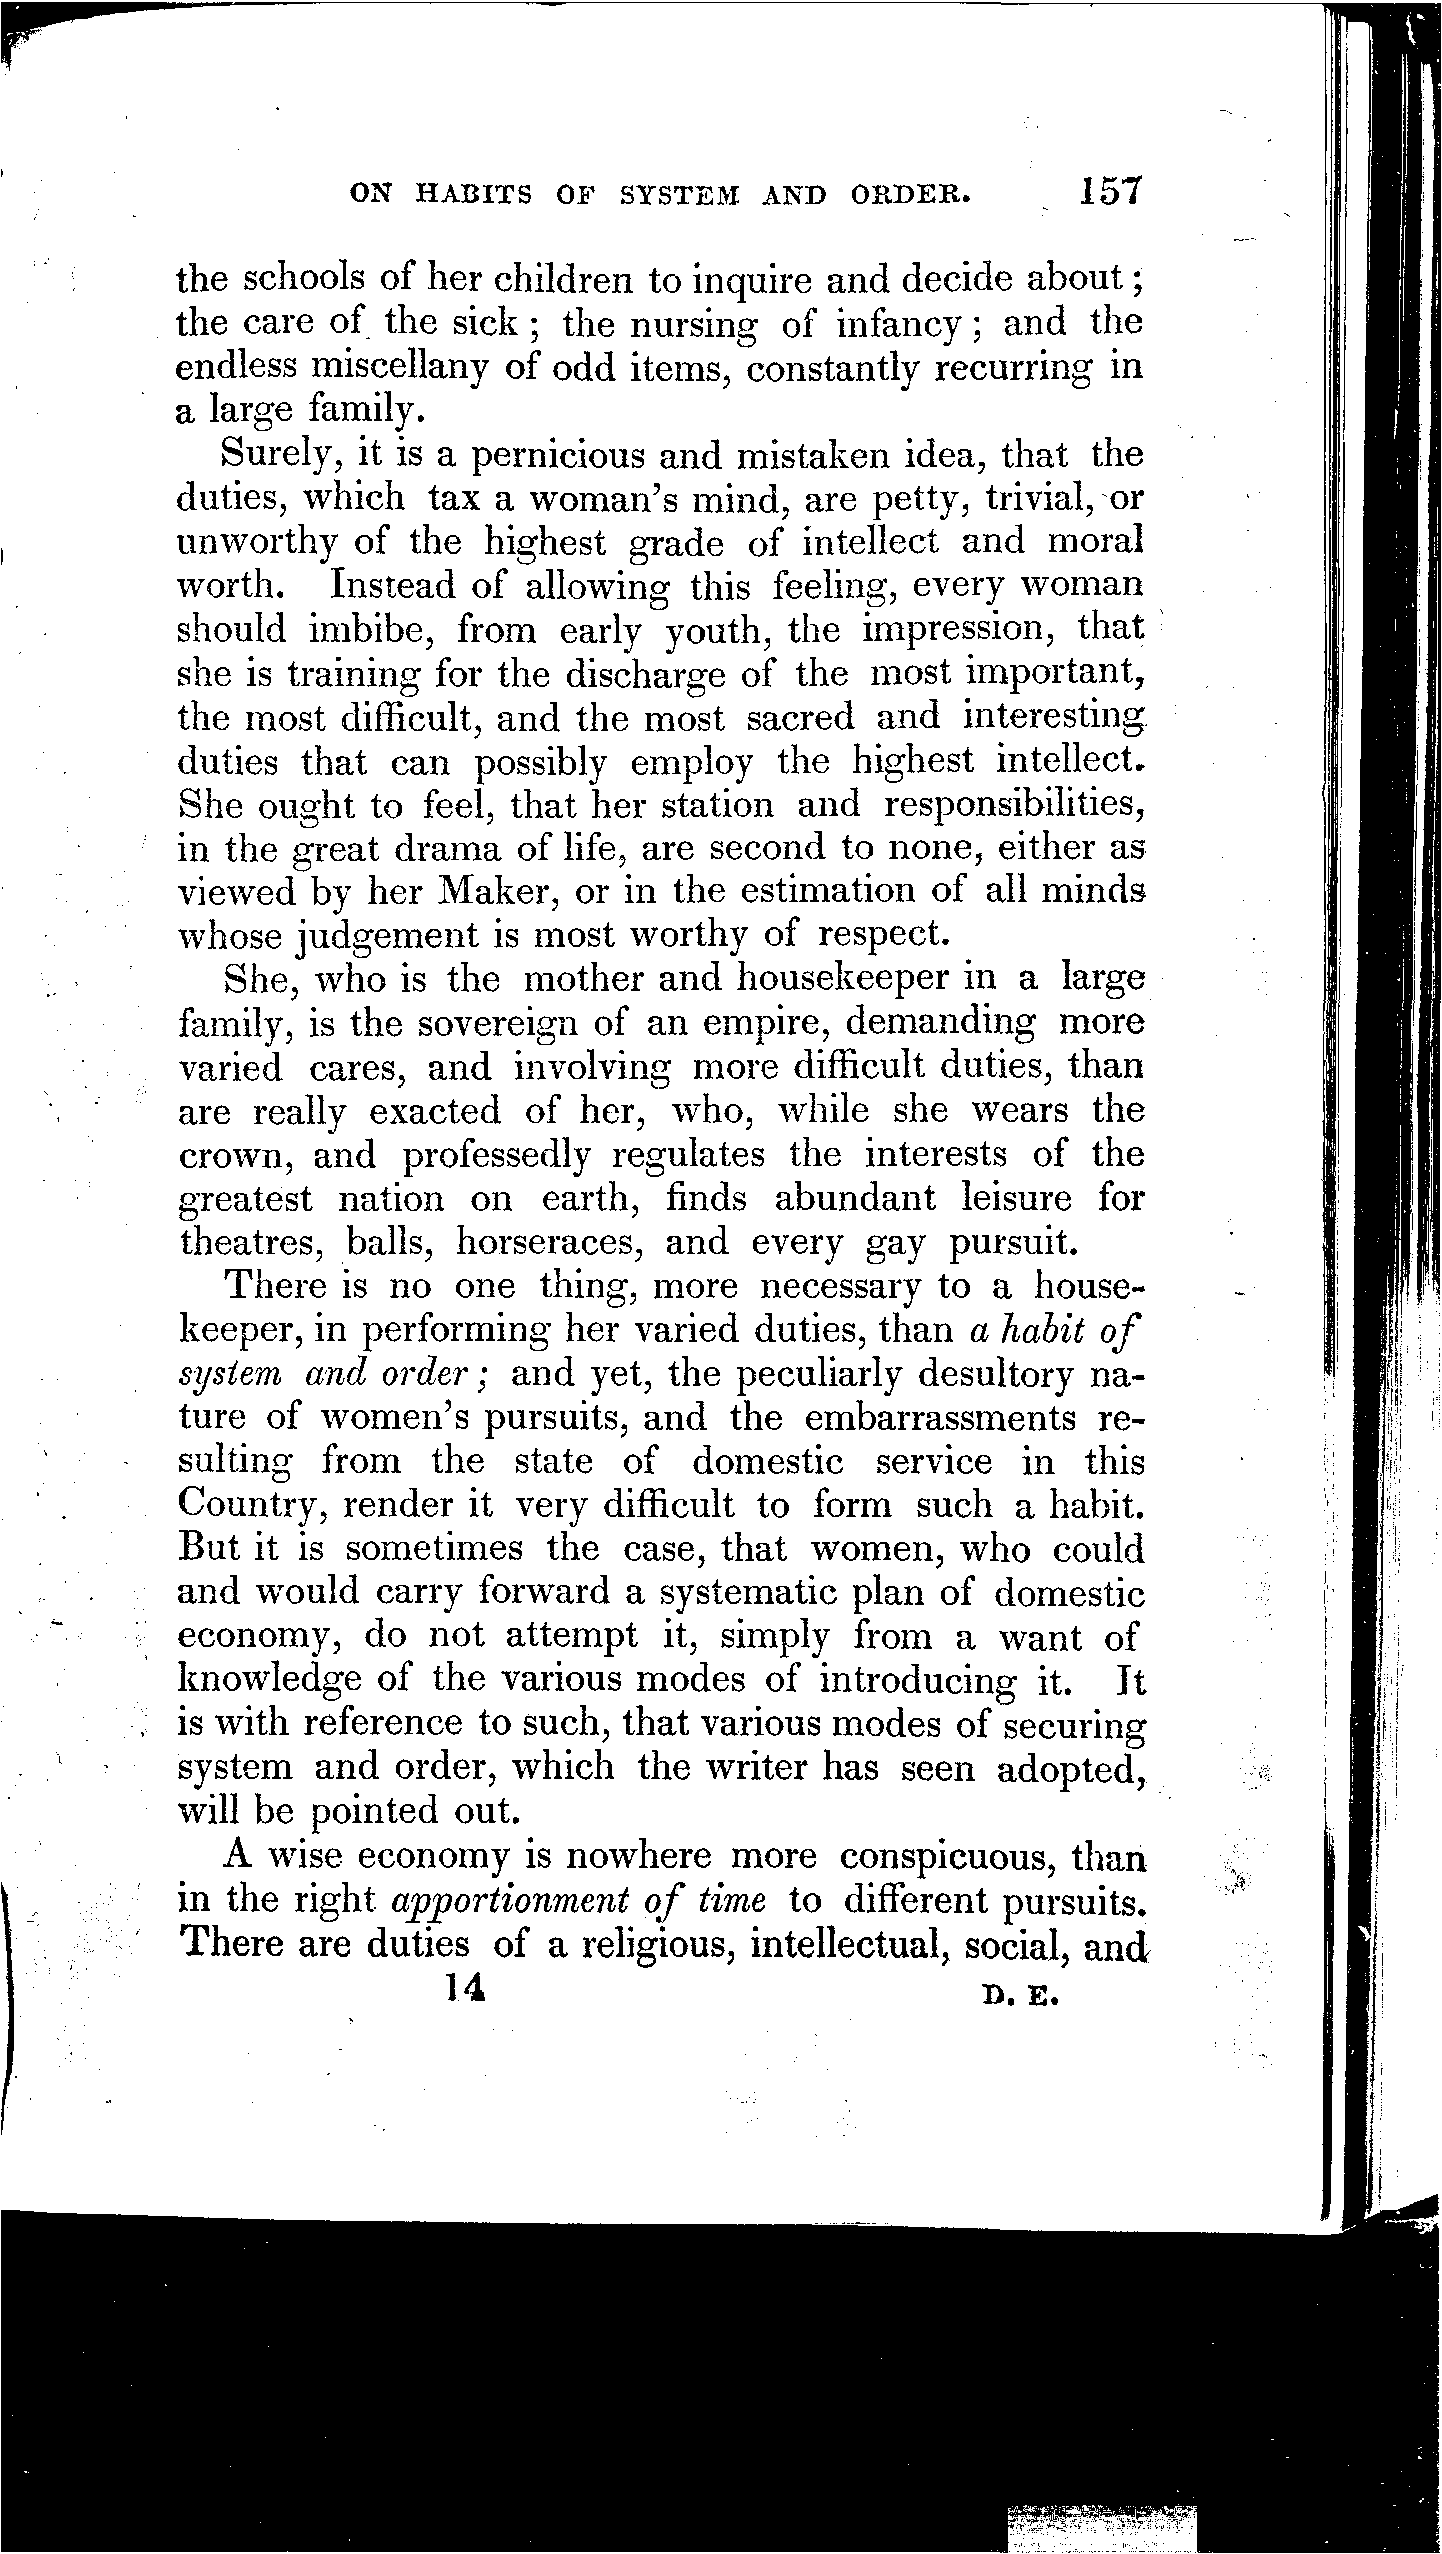 ON HABITS OF SYSTEM AND ORDER. 157
the schools of her children to inquire and decide about;
the care of the sick; the nursing of infancy; and the
endless miscellany of odd items, constantly recurring in
a large family.
Surely, it is a pernicious and mistaken idea, that the
duties, which tax a woman's mind, are petty, trivial, or
unworthy of the highest grade of intellect and moral
worth. Instead of allowing this feeling, every woman
should imbibe, from early youth, the impression, that
she is training for the discharge of the most important,
the most difficult, and the most sacred and interesting
duties that can possibly employ the highest intellect.
She ought to feel, that her station and responsibilities,
in the great drama of life, are second to none, either as
viewed by her Maker, or in the estimation of all minds
whose judgement is most worthy of respect.
She, who is the mother and housekeeper in a large
family, is the sovereign of an empire, demanding more
varied cares, and involving more difficult duties, than
are really exacted of her, who, while she wears the
crown, and professedly regulates the interests of the
greatest nation on earth, finds abundant leisure for
theatres, balls, horseraces, and every gay pursuit.
There is no one thing, more necessary to a house-
keeper, in performing her varied duties, than a habit of
system and order; and yet, the peculiarly desultory na-
ture of women's pursuits, and the embarrassments re-
sulting from the state of domestic service in this
Country, render it very difficult to form such a habit.
But it is sometimes the case, that women, who could
and would carry forward a systematic plan of domestic
economy, do not attempt it, simply from a want of
knowledge of the various modes of introducing it. It
is with reference to such, that various modes of securing
system and order, which the writer has seen adopted,
will be pointed out.
A wise economy is nowhere more conspicuous, than
in the right apportionment of time to different pursuits.
There are duties of a religious, intellectual, social, and
14 D. E.